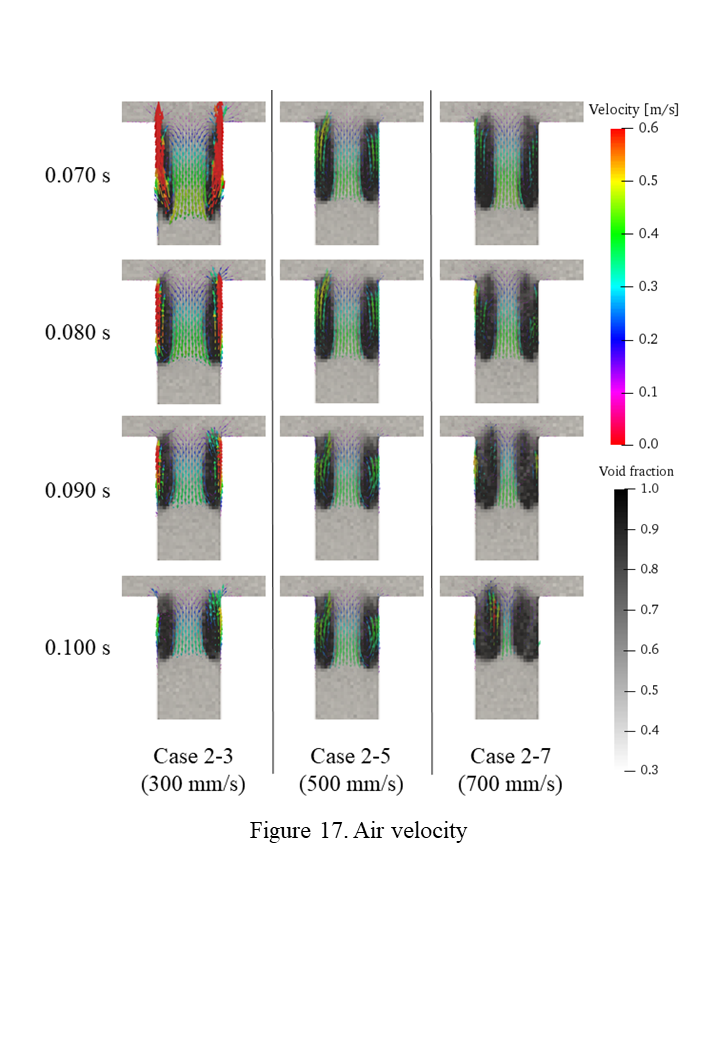 Velocity [m/s]
0.070 s
0.6
0.5
0.4
0.3
0.2
0.1
0.0
0.080 s
0.090 s
Void fraction
1.0
0.9
0.8
0.7
0.6
0.5
0.4
0.3
0.100 s
Case 2-3
(300 mm/s)
Case 2-5
(500 mm/s)
Case 2-7
(700 mm/s)
Figure 17. Air velocity